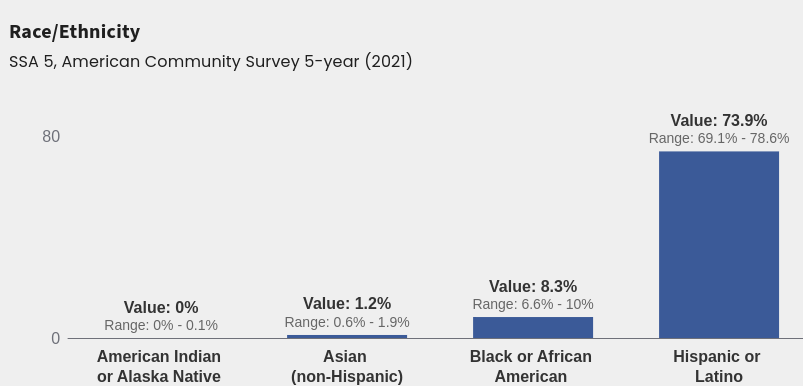 Race/Ethnicity
SSA 5, American Community Survey 5-year (2021)
80
Value: 73.9%
Range: 69.1% - 78.6%
Value: 8.3%
Range: 6.6% - 10%
Value: 1.2%
Range: 0.6% - 1.9%
Value: 0%
Range: 0% - 0.1%
0
American Indian
or Alaska Native
Asian
(non-Hispanic)
Black or African
American
Hispanic or
Latino